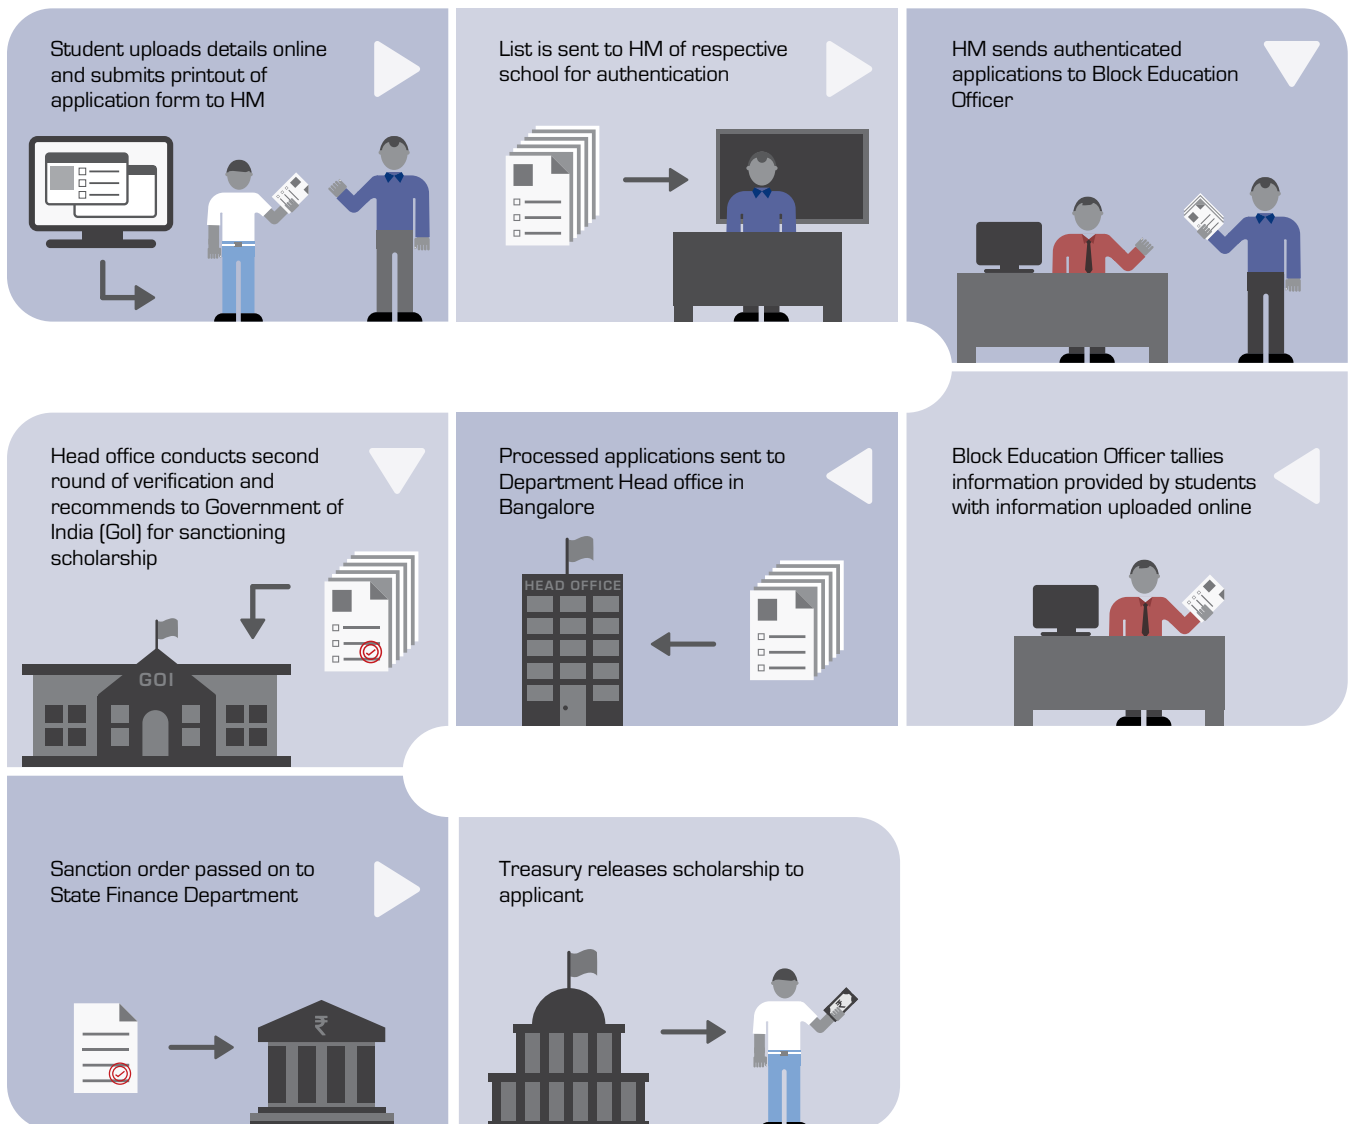 Student uploads details online
and submits printout of
application form to HM
List is sent to HM of respective
school for authentication
HM sends authenticated
applications to Block Education
Officer
Block Education Officer tallies
information provided by students
with information uploaded online
Processed applications sent to
Department Head office in
Bangalore
HEAD OFFICE
Head office conducts second
round of verification and
recommends to Government of
India (GoI) for sanctioning
scholarship
GOI
Sanction order passed on to
State Finance Department
₹
Treasury releases scholarship to
applicant
₹